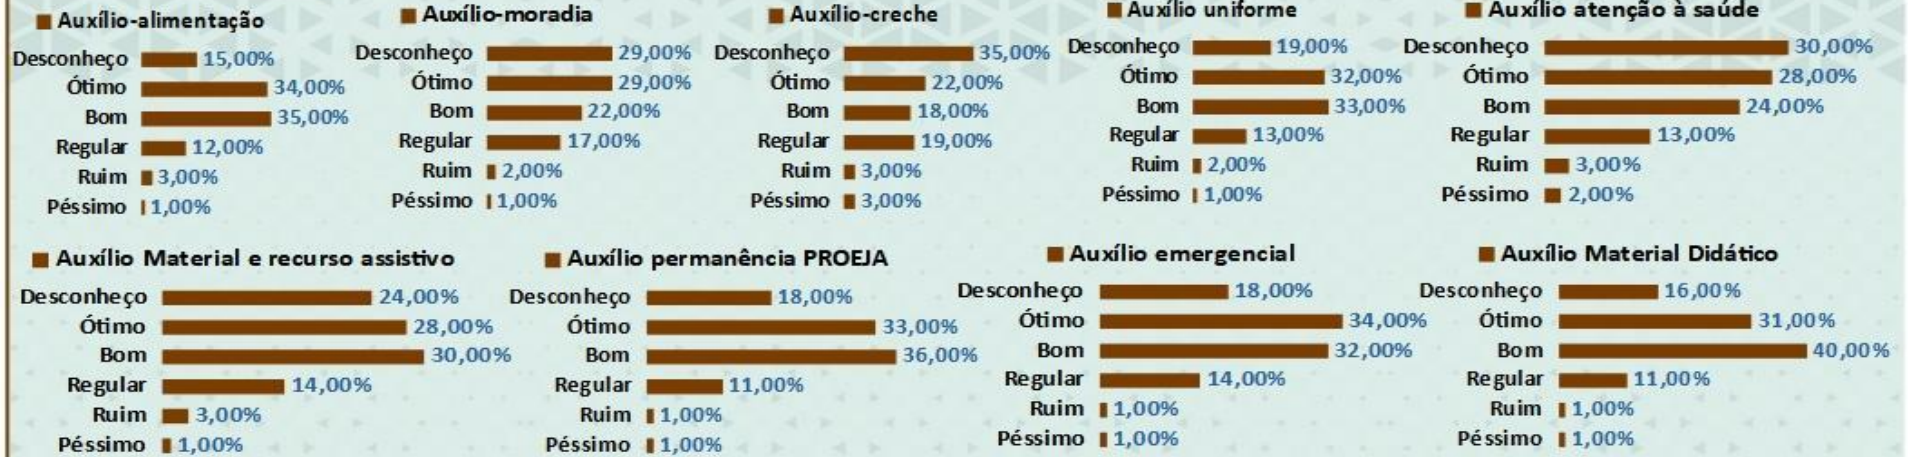 Auxílio-alimentação
Desconheço 15,00%
Ótimo 34,00%
Bom 35,00%
Regular 12,00%
Ruim 3,00%
Péssimo 1,00%
Auxílio-moradia
Desconheço 29,00%
Ótimo 29,00%
Bom 22,00%
Regular 17,00%
Ruim 2,00%
Péssimo 1,00%
Auxílio-creche
Desconheço 35,00%
Ótimo 22,00%
Bom 18,00%
Regular 19,00%
Ruim 3,00%
Péssimo 3,00%
Auxílio uniforme
Desconheço 19,00%
Ótimo 32,00%
Bom 33,00%
Regular 13,00%
Ruim 2,00%
Péssimo 1,00%
Auxílio atenção à saúde
Desconheço 30,00%
Ótimo 28,00%
Bom 24,00%
Regular 13,00%
Ruim 3,00%
Péssimo 2,00%
Auxílio Material e recurso assistivo
Desconheço 24,00%
Ótimo 28,00%
Bom 30,00%
Regular 14,00%
Ruim 3,00%
Péssimo 1,00%
Auxílio permanência PROEJA
Desconheço 18,00%
Ótimo 33,00%
Bom 36,00%
Regular 11,00%
Ruim 1,00%
Péssimo 1,00%
Auxílio emergencial
Desconheço 18,00%
Ótimo 34,00%
Bom 32,00%
Regular 14,00%
Ruim 1,00%
Péssimo 1,00%
Auxílio Material Didático
Desconheço 16,00%
Ótimo 31,00%
Bom 40,00%
Regular 11,00%
Ruim 1,00%
Péssimo 1,00%